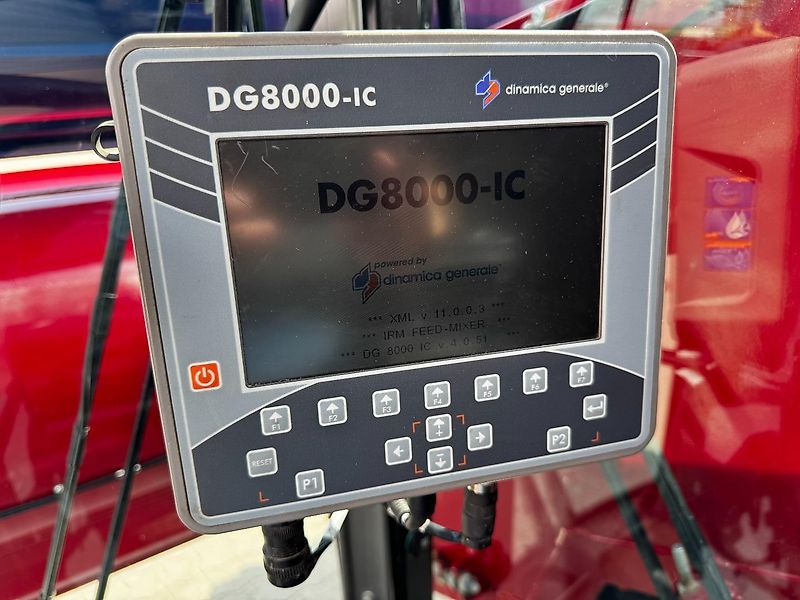 DG8000-IC
dinamica generale®
DG8000-IC
powered by
dinamica generale™
*** XML v 11.0.0.3 ***
*** IRM FEED-MIXER ***
*** DG 8000 IC v.4.0.51 ***
F1 F2 F3 F4 F5 F6 F7
RESET
P1
P2